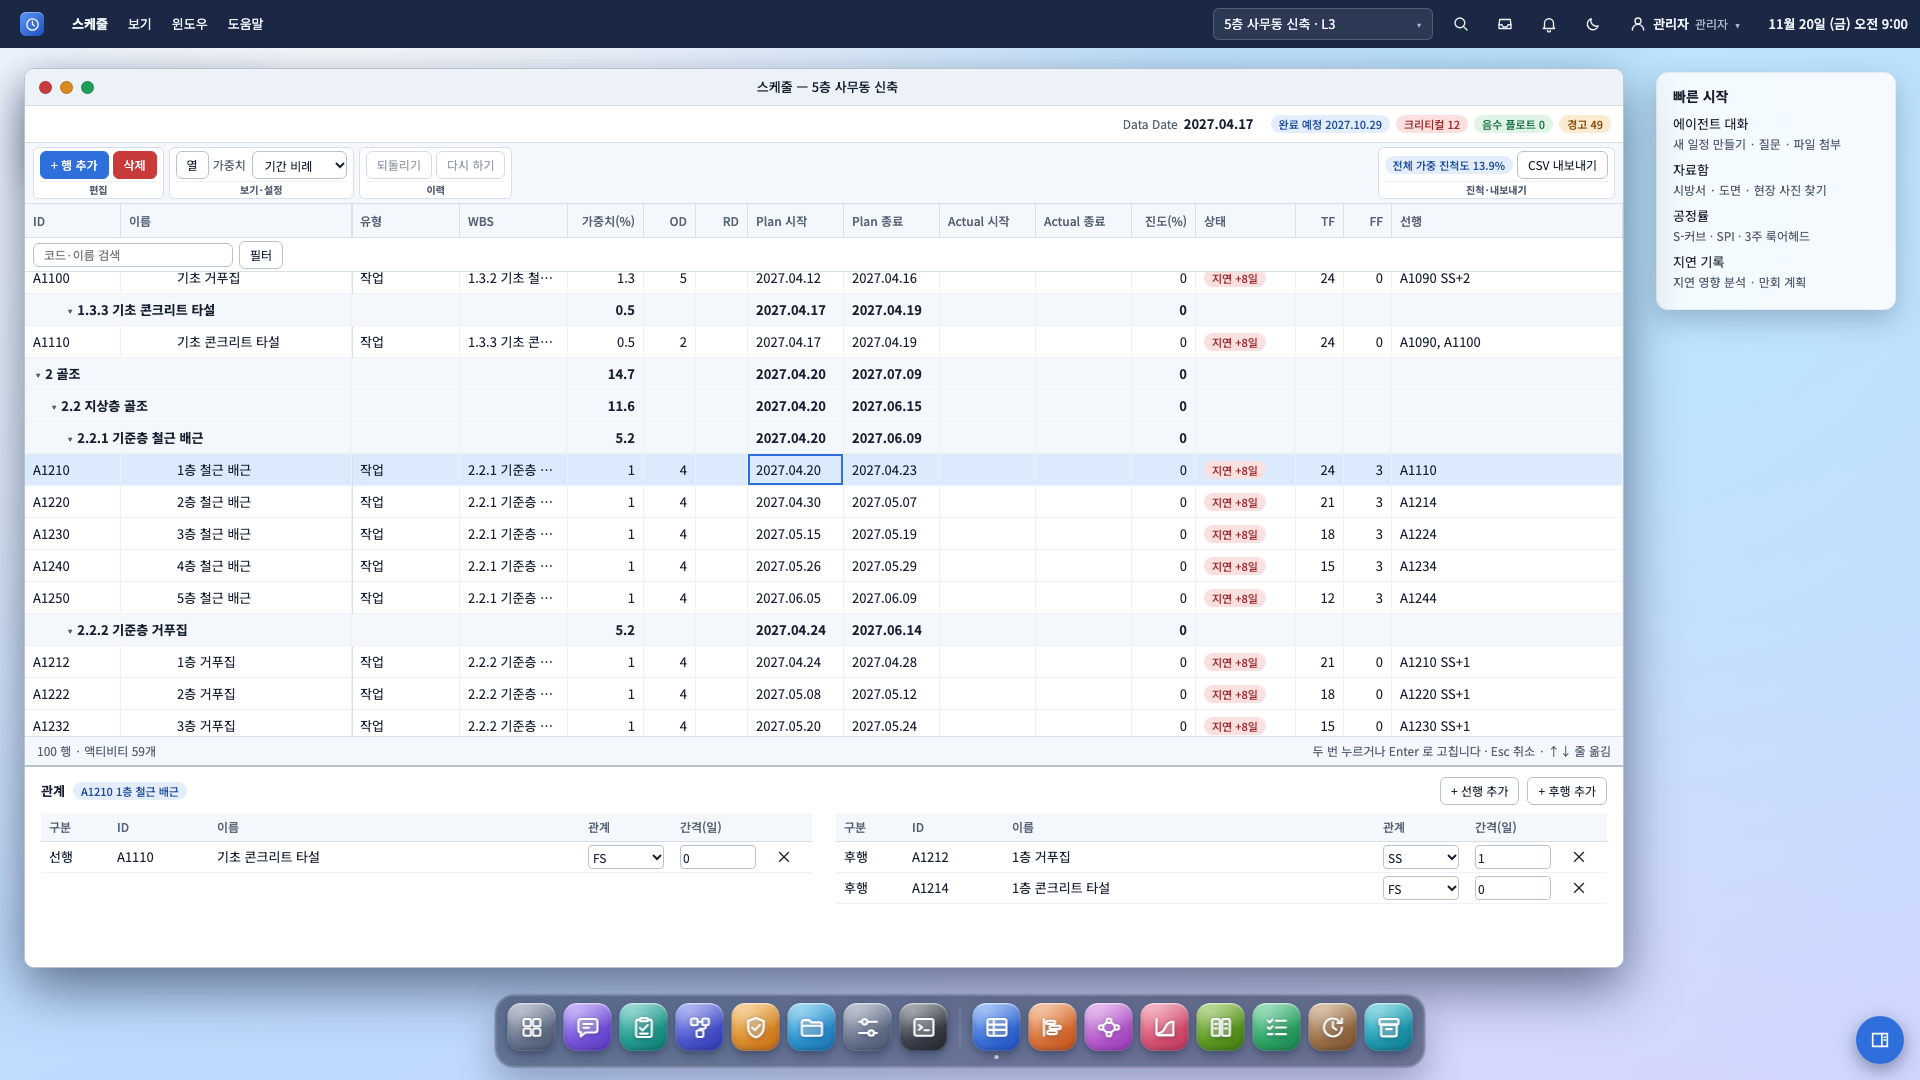 스케줄 보기 윈도우 도움말 5층 사무동 신축 · L3 관리자 관리자 11월 20일 (금) 오전 9:00
스케줄 — 5층 사무동 신축
Data Date 2027.04.17 완료 예정 2027.10.29 크리티컬 12 음수 플로트 0 경고 49
+ 행 추가 삭제 열 가중치 기간 비례 되돌리기 다시 하기 전체 가중 진척도 13.9% CSV 내보내기
편집 보기·설정 이력 진척·내보내기
ID 이름 유형 WBS 가중치(%) OD RD Plan 시작 Plan 종료 Actual 시작 Actual 종료 진도(%) 상태 TF FF 선행
코드·이름 검색 필터
A1100 기초 거푸집 작업 1.3.2 기초 철… 1.3 5 2027.04.12 2027.04.16 0 지연 +8일 24 0 A1090 SS+2
1.3.3 기초 콘크리트 타설 0.5 2027.04.17 2027.04.19 0
A1110 기초 콘크리트 타설 작업 1.3.3 기초 콘… 0.5 2 2027.04.17 2027.04.19 0 지연 +8일 24 0 A1090, A1100
2 골조 14.7 2027.04.20 2027.07.09 0
2.2 지상층 골조 11.6 2027.04.20 2027.06.15 0
2.2.1 기준층 철근 배근 5.2 2027.04.20 2027.06.09 0
A1210 1층 철근 배근 작업 2.2.1 기준층 … 1 4 2027.04.20 2027.04.23 0 지연 +8일 24 3 A1110
A1220 2층 철근 배근 작업 2.2.1 기준층 … 1 4 2027.04.30 2027.05.07 0 지연 +8일 21 3 A1214
A1230 3층 철근 배근 작업 2.2.1 기준층 … 1 4 2027.05.15 2027.05.19 0 지연 +8일 18 3 A1224
A1240 4층 철근 배근 작업 2.2.1 기준층 … 1 4 2027.05.26 2027.05.29 0 지연 +8일 15 3 A1234
A1250 5층 철근 배근 작업 2.2.1 기준층 … 1 4 2027.06.05 2027.06.09 0 지연 +8일 12 3 A1244
2.2.2 기준층 거푸집 5.2 2027.04.24 2027.06.14 0
A1212 1층 거푸집 작업 2.2.2 기준층 … 1 4 2027.04.24 2027.04.28 0 지연 +8일 21 0 A1210 SS+1
A1222 2층 거푸집 작업 2.2.2 기준층 … 1 4 2027.05.08 2027.05.12 0 지연 +8일 18 0 A1220 SS+1
A1232 3층 거푸집 작업 2.2.2 기준층 … 1 4 2027.05.20 2027.05.24 0 지연 +8일 15 0 A1230 SS+1
100 행 · 액티비티 59개 두 번 누르거나 Enter 로 고칩니다 · Esc 취소 · ↑↓ 줄 옮김
관계 A1210 1층 철근 배근 + 선행 추가 + 후행 추가
구분 ID 이름 관계 간격(일)
선행 A1110 기초 콘크리트 타설 FS 0
구분 ID 이름 관계 간격(일)
후행 A1212 1층 거푸집 SS 1
후행 A1214 1층 콘크리트 타설 FS 0
빠른 시작
에이전트 대화
새 일정 만들기 · 질문 · 파일 첨부
자료함
시방서 · 도면 · 현장 사진 찾기
공정률
S-커브 · SPI · 3주 룩어헤드
지연 기록
지연 영향 분석 · 만회 계획